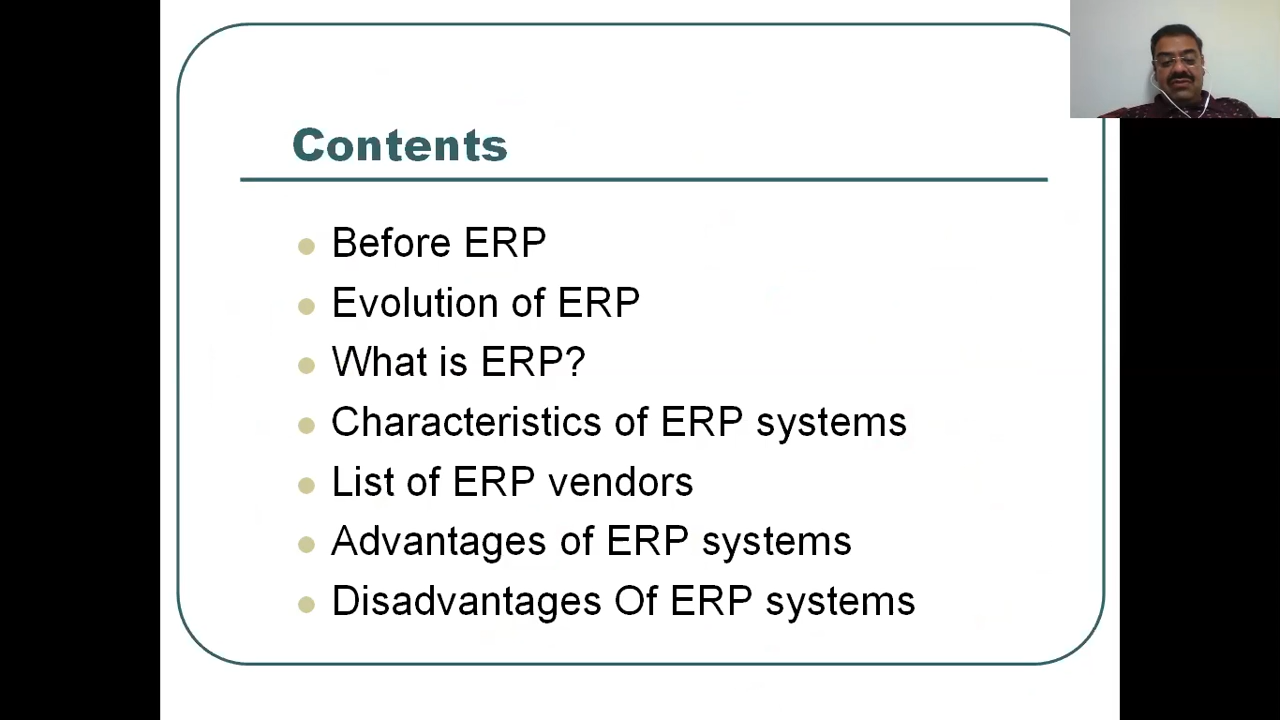 Contents
Before ERP
Evolution of ERP
What is ERP?
Characteristics of ERP systems
List of ERP vendors
Advantages of ERP systems
Disadvantages Of ERP systems